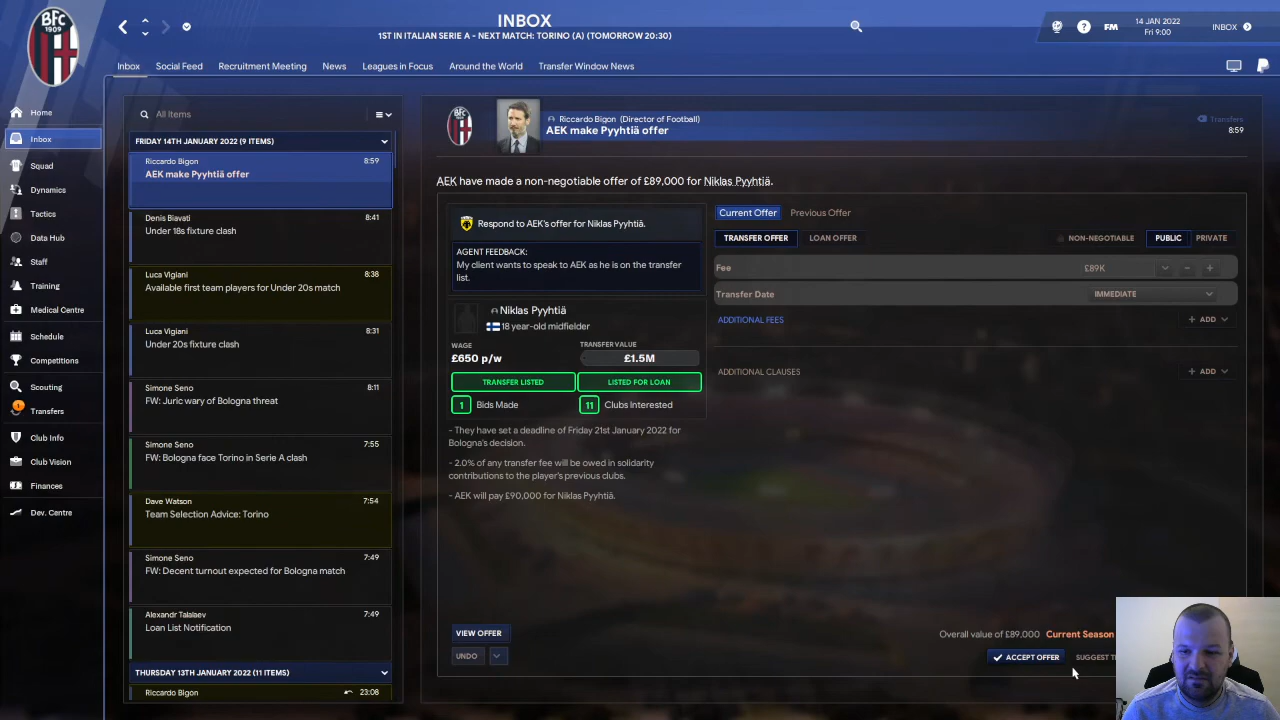 BFC
1909
INBOX
1ST IN ITALIAN SERIE A - NEXT MATCH: TORINO (A) (TOMORROW 20:30)
FM
14 JAN 2022
Fri 9:00
INBOX
Inbox
Social Feed
Recruitment Meeting
News
Leagues in Focus
Around the World
Transfer Window News
Home
Inbox
Squad
Dynamics
Tactics
Data Hub
Staff
Training
Medical Centre
Schedule
Competitions
Scouting
Transfers
Club Info
Club Vision
Finances
Dev. Centre
All Items
FRIDAY 14TH JANUARY 2022 (9 ITEMS)
Riccardo Bigon 8:59
AEK make Pyyhtiä offer
Denis Biavati 8:41
Under 18s fixture clash
Luca Vigiani 8:38
Available first team players for Under 20s match
Luca Vigiani 8:31
Under 20s fixture clash
Simone Seno 8:11
FW: Juric wary of Bologna threat
Simone Seno 7:55
FW: Bologna face Torino in Serie A clash
Dave Watson 7:54
Team Selection Advice: Torino
Simone Seno 7:49
FW: Decent turnout expected for Bologna match
Alexandr Talalaev 7:49
Loan List Notification
THURSDAY 13TH JANUARY 2022 (11 ITEMS)
Riccardo Bigon 23:08
Riccardo Bigon (Director of Football)
AEK make Pyyhtiä offer
Transfers
8:59
AEK have made a non-negotiable offer of £89,000 for Niklas Pyyhtiä.
Respond to AEK's offer for Niklas Pyyhtiä.
AGENT FEEDBACK:
My client wants to speak to AEK as he is on the transfer
list.
Niklas Pyyhtiä
18 year-old midfielder
WAGE
£650 p/w
TRANSFER VALUE
£1.5M
TRANSFER LISTED
LISTED FOR LOAN
1 Bids Made
11 Clubs Interested
- They have set a deadline of Friday 21st January 2022 for
Bologna's decision.
- 2.0% of any transfer fee will be owed in solidarity
contributions to the player's previous clubs.
- AEK will pay £90,000 for Niklas Pyyhtiä.
Current Offer
Previous Offer
TRANSFER OFFER
LOAN OFFER
NON-NEGOTIABLE
PUBLIC
PRIVATE
Fee £89K
Transfer Date IMMEDIATE
ADDITIONAL FEES
ADD
ADDITIONAL CLAUSES
ADD
VIEW OFFER
UNDO
Overall value of £89,000 Current Season
ACCEPT OFFER
SUGGEST